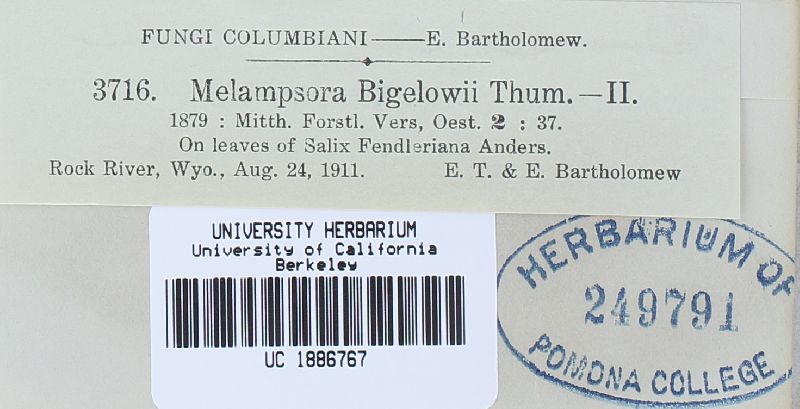 FUNGI COLUMBIANI——E. Bartholomew.
3716. Melampsora Bigelowii Thum.—II.
1879 : Mitth. Forstl. Vers, Oest. 2 : 37.
On leaves of Salix Fendleriana Anders.
Rock River, Wyo., Aug. 24, 1911. E. T. & E. Bartholomew
UNIVERSITY HERBARIUM
University of California
Berkeley
UC 1886767
HERBARIUM OF
249791
POMONA COLLEGE